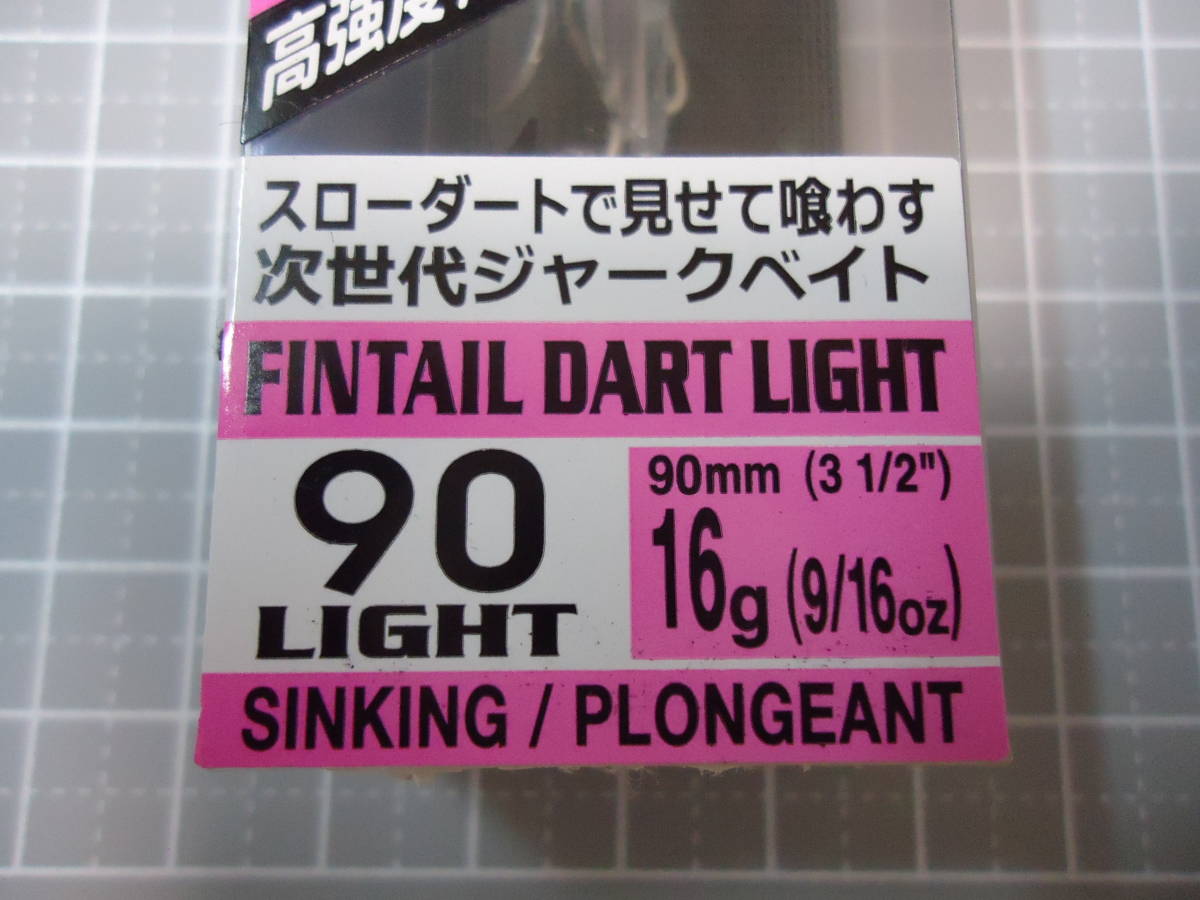 高強度
スローダートで見せて喰わす
次世代ジャークベイト
FINTAIL DART LIGHT
90
LIGHT
90mm (3 1/2")
16g (9/16oz)
SINKING / PLONGEANT